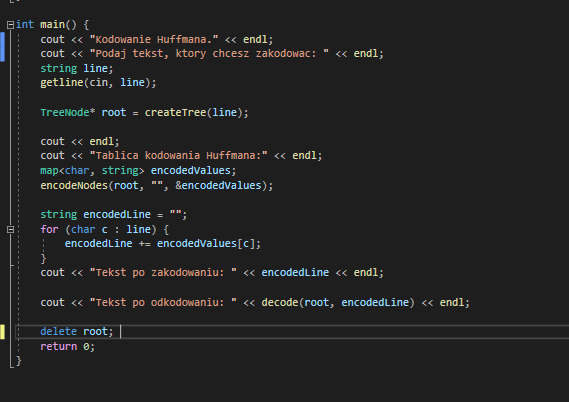 int main() {
cout << "Kodowanie Huffmana." << endl;
cout << "Podaj tekst, ktory chcesz zakodowac: " << endl;
string line;
getline(cin, line);
TreeNode* root = createTree(line);
cout << endl;
cout << "Tablica kodowania Huffmana:" << endl;
map<char, string> encodedValues;
encodeNodes(root, "", &encodedValues);
string encodedLine = "";
for (char c : line) {
encodedLine += encodedValues[c];
}
cout << "Tekst po zakodowaniu: " << encodedLine << endl;
cout << "Tekst po odkodowaniu: " << decode(root, encodedLine) << endl;
delete root;
return 0;
}